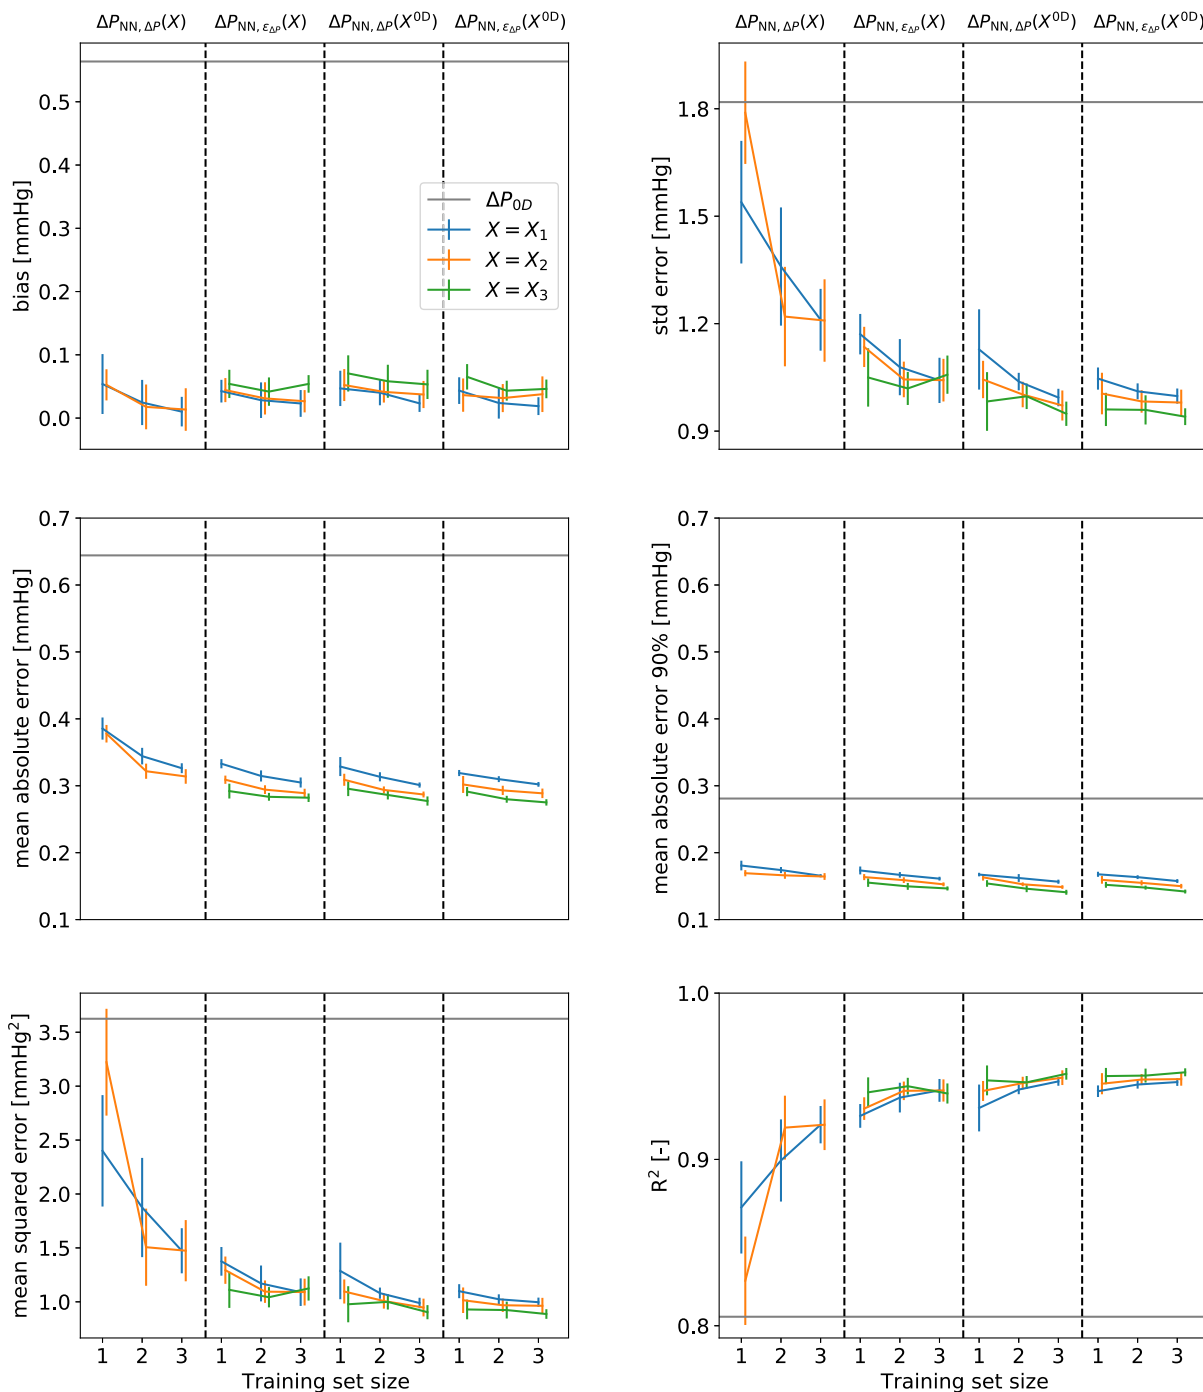 ΔP_NN, ΔP(X) ΔP_NN, ε_ΔP(X) ΔP_NN, ΔP(X^0D) ΔP_NN, ε_ΔP(X^0D)
ΔP_NN, ΔP(X) ΔP_NN, ε_ΔP(X) ΔP_NN, ΔP(X^0D) ΔP_NN, ε_ΔP(X^0D)
bias [mmHg]
0.5
0.4
0.3
0.2
0.1
0.0
ΔP_0D
X = X_1
X = X_2
X = X_3
std error [mmHg]
1.8
1.5
1.2
0.9
mean absolute error [mmHg]
0.7
0.6
0.5
0.4
0.3
0.2
0.1
mean absolute error 90% [mmHg]
0.7
0.6
0.5
0.4
0.3
0.2
0.1
mean squared error [mmHg²]
3.5
3.0
2.5
2.0
1.5
1.0
1 2 3 1 2 3 1 2 3 1 2 3
Training set size
R² [-]
1.0
0.9
0.8
1 2 3 1 2 3 1 2 3 1 2 3
Training set size